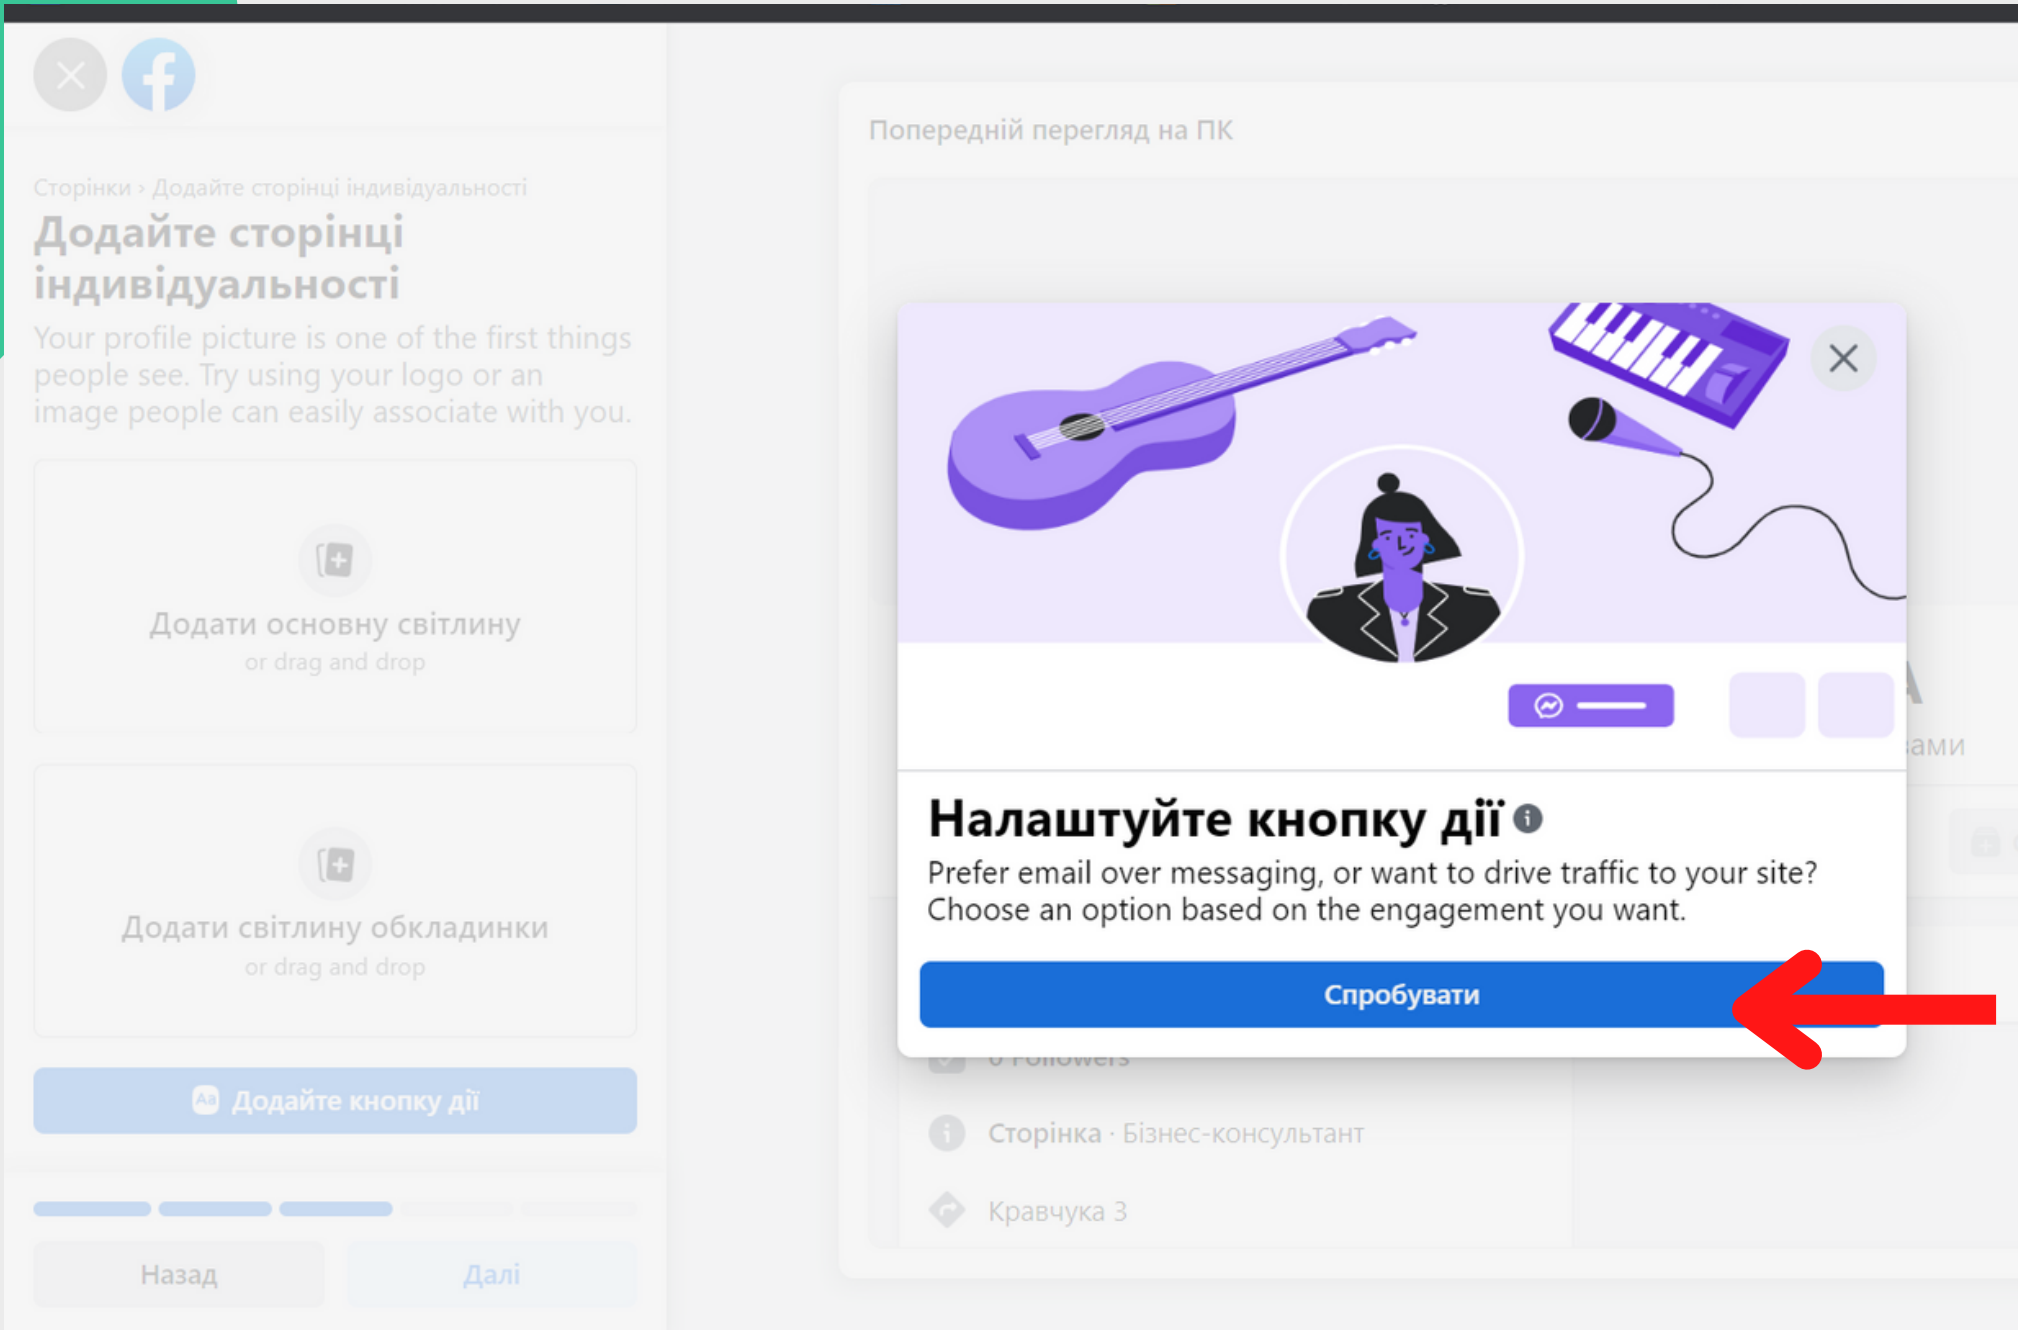 Сторінки › Додайте сторінці індивідуальності
Додайте сторінці
індивідуальності
Your profile picture is one of the first things
people see. Try using your logo or an
image people can easily associate with you.
Додати основну світлину
or drag and drop
Додати світлину обкладинки
or drag and drop
Aa Додайте кнопку дії
Назад
Далі
Попередній перегляд на ПК
Налаштуйте кнопку дії
Prefer email over messaging, or want to drive traffic to your site?
Choose an option based on the engagement you want.
Спробувати
0 Followers
Сторінка · Бізнес-консультант
Кравчука 3